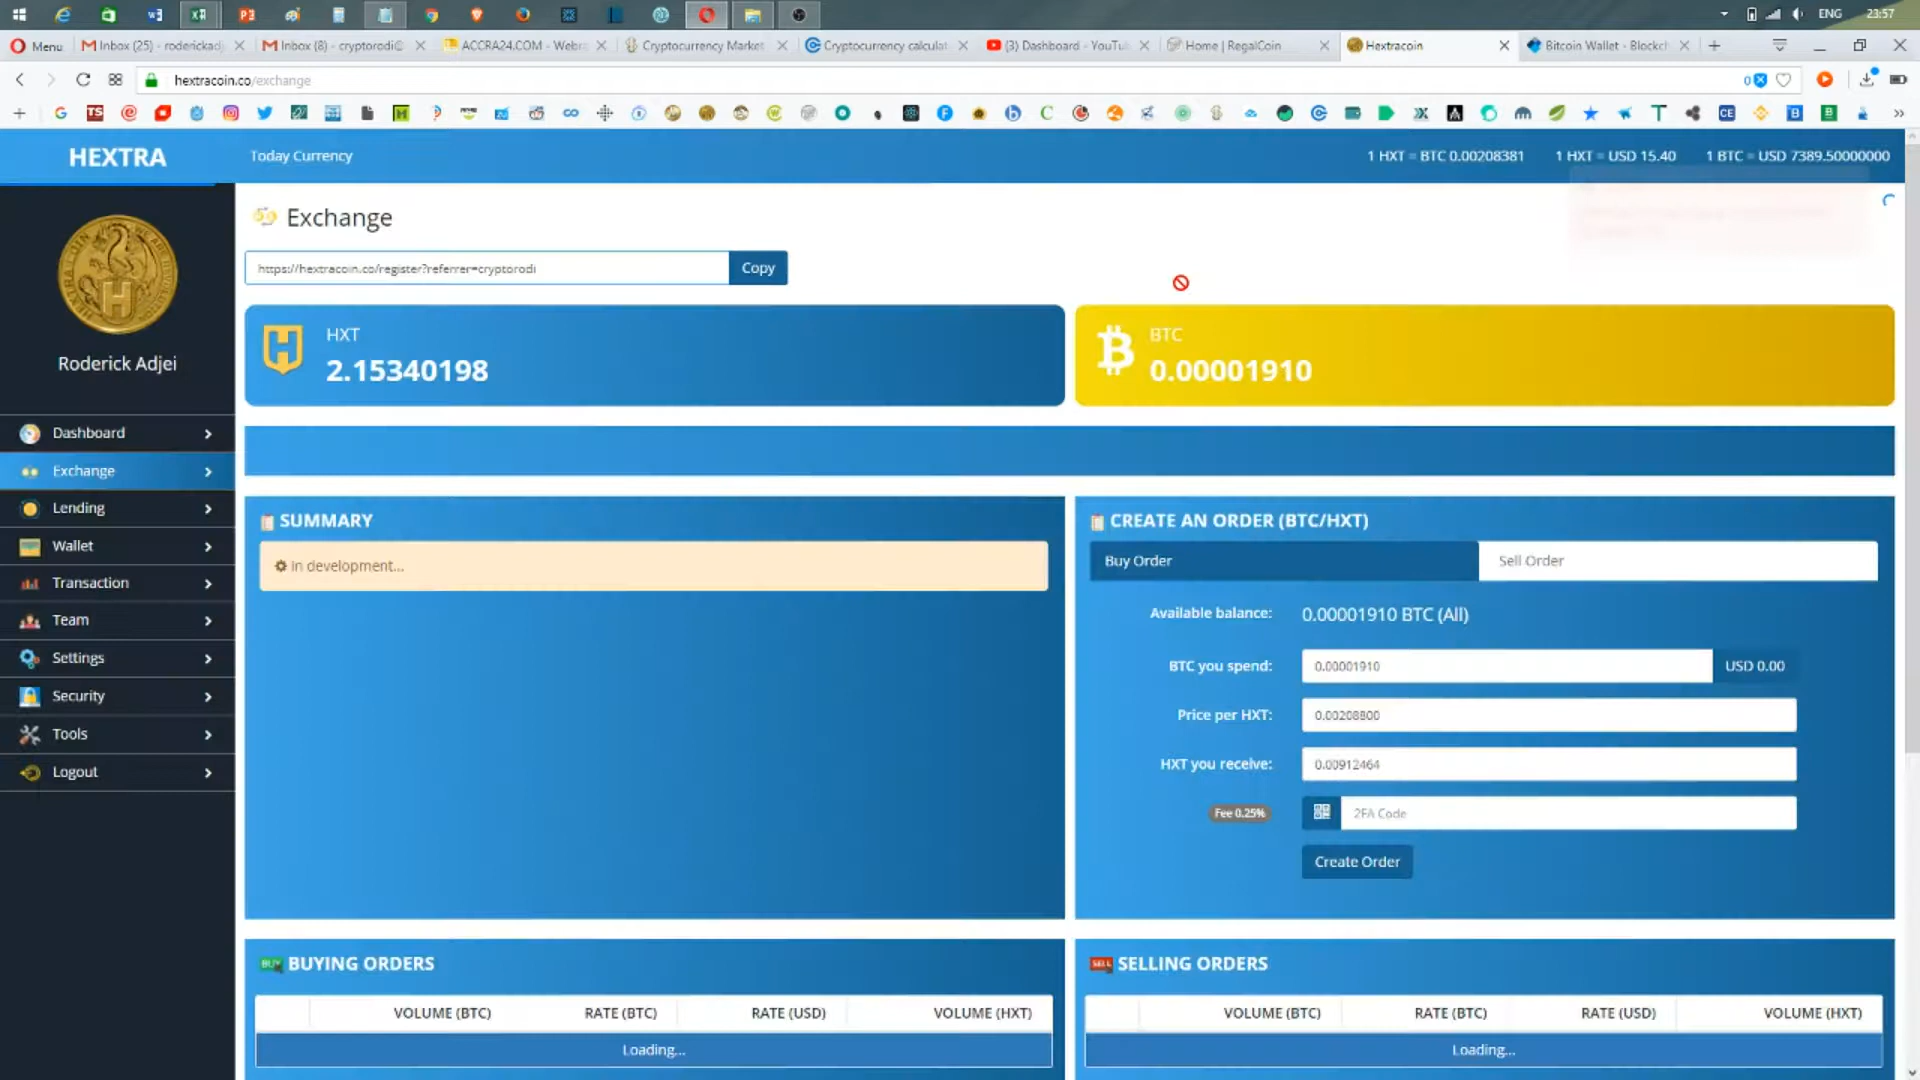 ENG 23:57
Menu
Inbox (25) - roderickad
Inbox (8) - cryptorodi@
ACCRA24.COM - Webm
Cryptocurrency Market
Cryptocurrency calculat
(3) Dashboard - YouTu
Home | RegalCoin
Hextracoin
Bitcoin Wallet - Blockch
hextracoin.co/exchange
0
HEXTRA
Today Currency
1 HXT = BTC 0.00208381
1 HXT = USD 15.40
1 BTC = USD 7389.50000000
Exchange
https://hextracoin.co/register?referrer=cryptorodi
Copy
Roderick Adjei
HXT
2.15340198
BTC
0.00001910
Dashboard
Exchange
Lending
Wallet
Transaction
Team
Settings
Security
Tools
Logout
SUMMARY
In development...
CREATE AN ORDER (BTC/HXT)
Buy Order
Sell Order
Available balance: 0.00001910 BTC (All)
BTC you spend: 0.00001910 USD 0.00
Price per HXT: 0.00208800
HXT you receive: 0.00912464
Fee 0.25% 2FA Code
Create Order
BUY BUYING ORDERS
VOLUME (BTC) RATE (BTC) RATE (USD) VOLUME (HXT)
Loading...
SELL SELLING ORDERS
VOLUME (BTC) RATE (BTC) RATE (USD) VOLUME (HXT)
Loading...